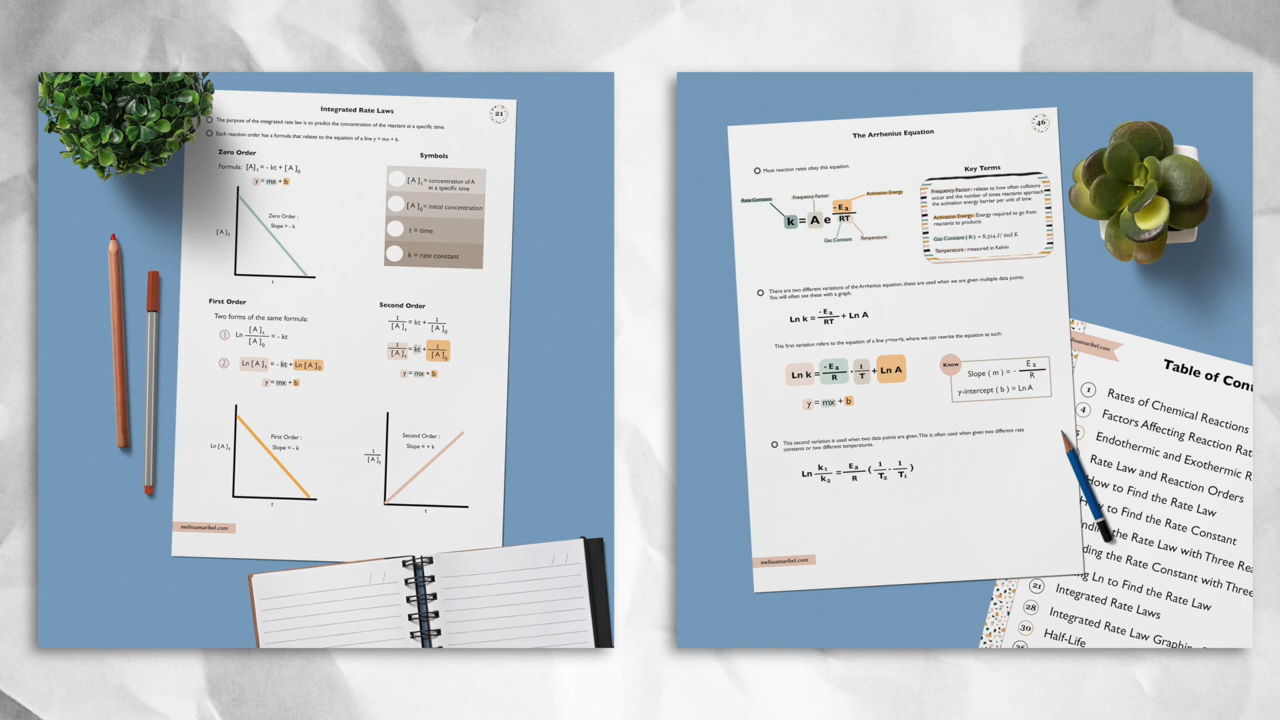 Integrated Rate Laws
21
The purpose of the integrated rate law is to predict the concentration of the reactant at a specific time.
Each reaction order has a formula that relates to the equation of a line y = mx + b.
Zero Order
Formula: [A]t = - kt + [A]0
y = mx + b
[A]t
Zero Order :
Slope = - k
t
Symbols
[A]t = concentration of A
at a specific time
[A]0 = initial concentration
t = time
k = rate constant
First Order
Two forms of the same formula:
1 Ln [A]t / [A]0 = - kt
2 Ln [A]t = - kt + Ln [A]0
y = mx + b
Ln [A]t
First Order :
Slope = - k
t
Second Order
1/[A]t = kt + 1/[A]0
1/[A]t = kt + 1/[A]0
y = mx + b
1/[A]t
Second Order :
Slope = + k
t
melissamaribel.com
The Arrhenius Equation
46
Most reaction rates obey this equation.
Rate Constant
Frequency Factor
Activation Energy
k = A e -Ea/RT
Gas Constant
Temperature
Key Terms
Frequency Factor : relates to how often collisions
occur and the number of times reactants approach
the activation energy barrier per unit of time
Activation Energy: Energy required to go from
reactants to products
Gas Constant ( R ) = 8.314 J/ mol K
Temperature : measured in Kelvin
There are two different variations of the Arrhenius equation, these are used when we are given multiple data points.
You will often see these with a graph.
Ln k = -Ea/RT + Ln A
This first variation refers to the equation of a line y=mx+b, where we can rewrite the equation as such:
Ln k = -Ea/R · 1/T + Ln A
y = mx + b
Know
Slope ( m ) = - Ea/R
y-intercept ( b ) = Ln A
This second variation is used when two data points are given. This is often used when given two different rate
constants or two different temperatures.
Ln k1/k2 = Ea/R ( 1/T2 - 1/T1 )
melissamaribel.com
melissamaribel.com
Table of Cont
1 Rates of Chemical Reactions
4 Factors Affecting Reaction Rat
Endothermic and Exothermic R
Rate Law and Reaction Orders
How to Find the Rate Law
to Find the Rate Constant
the Rate Law with Three Rea
ding the Rate Constant with Three
g Ln to Find the Rate Law
21 Integrated Rate Laws
28 Integrated Rate Law Graphing
30 Half-Life